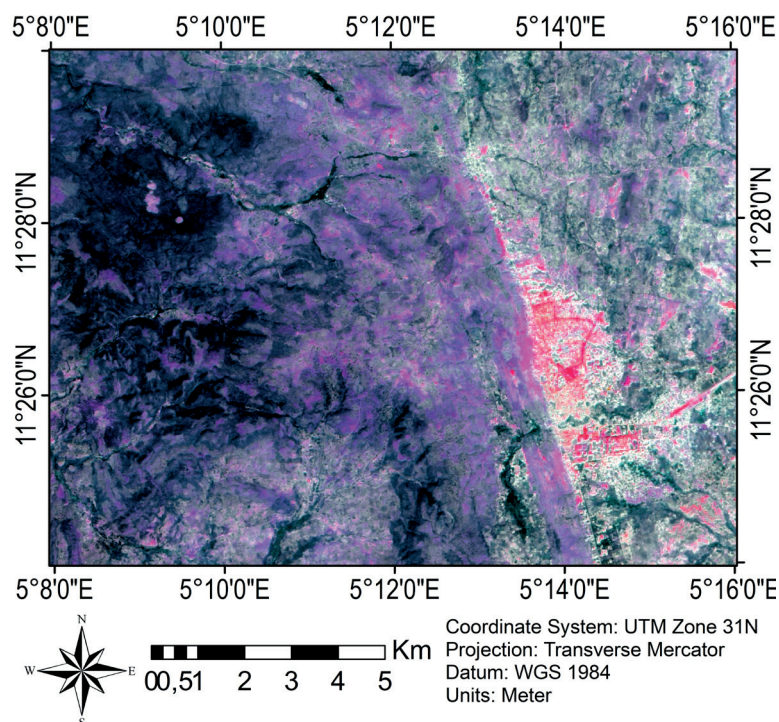 5°8'0"E 5°10'0"E 5°12'0"E 5°14'0"E 5°16'0"E
11°28'0"N 11°28'0"N
11°26'0"N 11°26'0"N
5°8'0"E 5°10'0"E 5°12'0"E 5°14'0"E 5°16'0"E
N
W E
S
Km
00,51 2 3 4 5
Coordinate System: UTM Zone 31N
Projection: Transverse Mercator
Datum: WGS 1984
Units: Meter